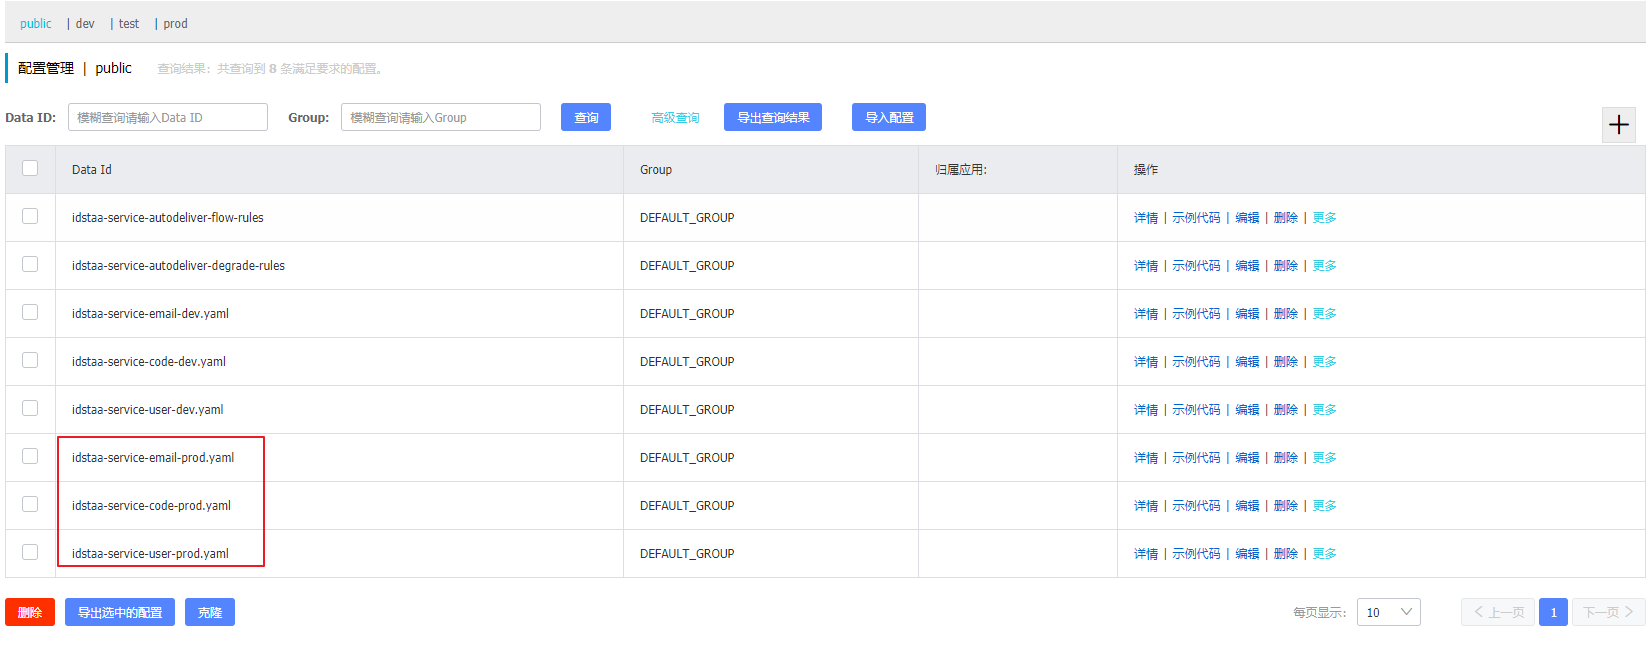 public | dev | test | prod
配置管理 | public 查询结果：共查询到 8 条满足要求的配置。
Data ID: 模糊查询请输入Data ID Group: 模糊查询请输入Group 查询 高级查询 导出查询结果 导入配置
Data Id Group 归属应用: 操作
idstaa-service-autodeliver-flow-rules DEFAULT_GROUP 详情 | 示例代码 | 编辑 | 删除 | 更多
idstaa-service-autodeliver-degrade-rules DEFAULT_GROUP 详情 | 示例代码 | 编辑 | 删除 | 更多
idstaa-service-email-dev.yaml DEFAULT_GROUP 详情 | 示例代码 | 编辑 | 删除 | 更多
idstaa-service-code-dev.yaml DEFAULT_GROUP 详情 | 示例代码 | 编辑 | 删除 | 更多
idstaa-service-user-dev.yaml DEFAULT_GROUP 详情 | 示例代码 | 编辑 | 删除 | 更多
idstaa-service-email-prod.yaml DEFAULT_GROUP 详情 | 示例代码 | 编辑 | 删除 | 更多
idstaa-service-code-prod.yaml DEFAULT_GROUP 详情 | 示例代码 | 编辑 | 删除 | 更多
idstaa-service-user-prod.yaml DEFAULT_GROUP 详情 | 示例代码 | 编辑 | 删除 | 更多
删除 导出选中的配置 克隆 每页显示: 10 上一页 1 下一页